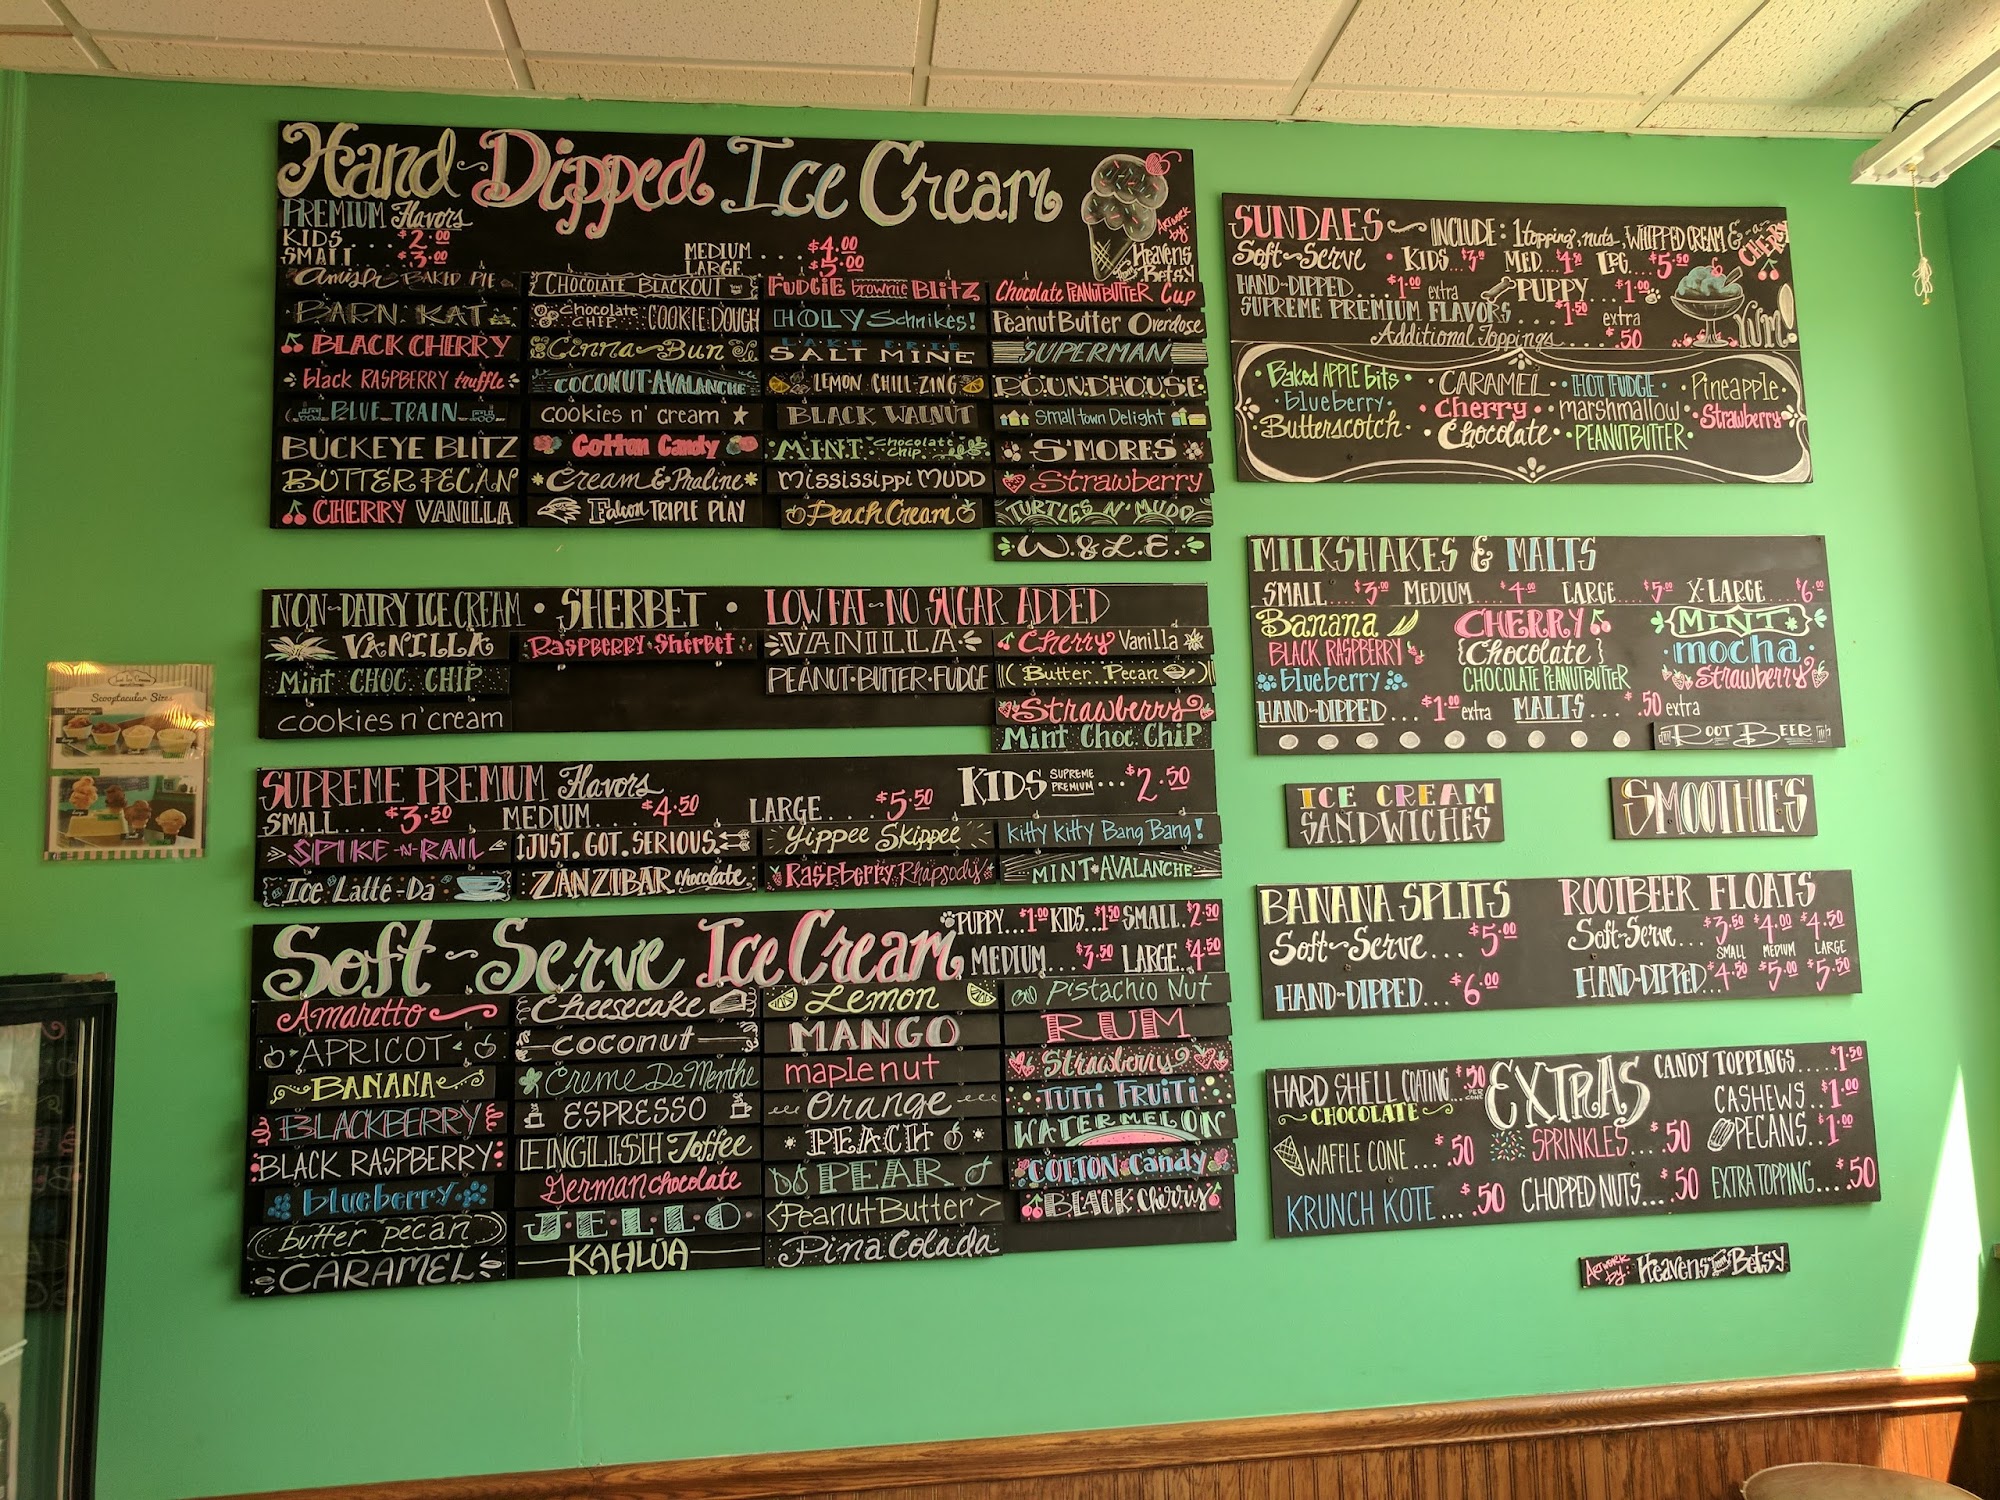 Hand-Dipped Ice Cream
PREMIUM Flavors
KIDS... $2.00
SMALL... $3.00
MEDIUM... $4.00
LARGE... $5.00
Artwork by: Heavens from Betsy
BAKED PIE
BARN KAT
BLACK CHERRY
black RASPBERRY truffle
BLUE TRAIN
BUCKEYE BLITZ
BUTTER PECAN
CHERRY VANILLA
CHOCOLATE BLACKOUT
Chocolate CHIP COOKIE DOUGH
Cinna-Bun
COCONUT AVALANCHE
cookies n' cream
Cotton Candy
Cream & Praline
Falcon TRIPLE PLAY
FUDGIE brownie BLITZ
HOLY Schnikes!
LAKE ERIE SALT MINE
LEMON CHILL-ZING
BLACK WALNUT
MINT Chocolate Chip
Mississippi MUDD
Peach Cream
Chocolate PEANUTBUTTER Cup
Peanut Butter Overdose
SUPERMAN
ROUNDHOUSE
Small town Delight
S'MORES
Strawberry
TURTLES N' MUDD
W.&L.E.
NON-DAIRY ICE CREAM • SHERBET • LOW FAT-NO SUGAR ADDED
VANILLA
Mint CHOC. CHIP
cookies n' cream
Raspberry Sherbet
VANILLA
PEANUT-BUTTER-FUDGE
Cherry Vanilla
Butter Pecan
Strawberry
Mint Choc Chip
SUPREME PREMIUM Flavors
SMALL... $3.50
MEDIUM... $4.50
LARGE... $5.50
KIDS SUPREME PREMIUM... $2.50
SPIKE-N-RAIL
Ice Latté-Da
JUST.GOT.SERIOUS.
ZANZIBAR Chocolate
Yippee Skippee
Raspberry Rhapsody
Kitty Kitty Bang Bang!
MINT AVALANCHE
Soft-Serve Ice Cream
PUPPY... $1.00 KIDS... $1.50 SMALL.. $2.50
MEDIUM... $3.50 LARGE.. $4.50
Amaretto
APRICOT
BANANA
BLACKBERRY
BLACK RASPBERRY
blueberry
butter pecan
CARAMEL
Cheesecake
coconut
Creme De Menthe
ESPRESSO
ENGLISH Toffee
German chocolate
JELLO
KAHLÚA
Lemon
MANGO
maple nut
Orange
PEACH
PEAR
Peanut Butter
Pina Colada
Pistachio Nut
RUM
Strawberry
TUTTI FRUITI
WATERMELON
COTTON Candy
BLACK Cherry
SUNDAES INCLUDE: 1 topping, nuts, WHIPPED CREAM & a CHERRY
Soft-Serve • KIDS... MED... $4.50 LRG... $5.50
HAND-DIPPED... $1.00 extra PUPPY... $1.00
SUPREME PREMIUM FLAVORS.... $1.50 extra
Additional Toppings.... $.50
YUM!
Baked APPLE bits
blueberry
Butterscotch
CARAMEL
Cherry
Chocolate
HOT FUDGE
marshmallow
PEANUTBUTTER
Pineapple
Strawberry
MILKSHAKES & MALTS
SMALL.... $3.00 MEDIUM... $4.00 LARGE... $5.00 X-LARGE... $6.00
Banana
BLACK RASPBERRY
blueberry
CHERRY
Chocolate
CHOCOLATE PEANUTBUTTER
MINT
mocha
Strawberry
HAND-DIPPED... $1.00 extra MALTS... $.50 extra
ROOT BEER
ICE CREAM
SANDWICHES
SMOOTHIES
BANANA SPLITS
Soft-Serve... $5.00
HAND-DIPPED... $6.00
ROOTBEER FLOATS
Soft-Serve... $3.50 $4.00 $4.50
SMALL MEDIUM LARGE
HAND-DIPPED... $4.50 $5.00 $5.50
EXTRAS
HARD SHELL COATING... $.50 PER CONE
CHOCOLATE
WAFFLE CONE... $.50
KRUNCH KOTE... $.50
SPRINKLES... $.50
CHOPPED NUTS... $.50
CANDY TOPPINGS..... $1.50
CASHEWS.. $1.00
PECANS.. $1.00
EXTRA TOPPING.... $.50
Artwork by: Heavens from Betsy
Scooptacular Sizes